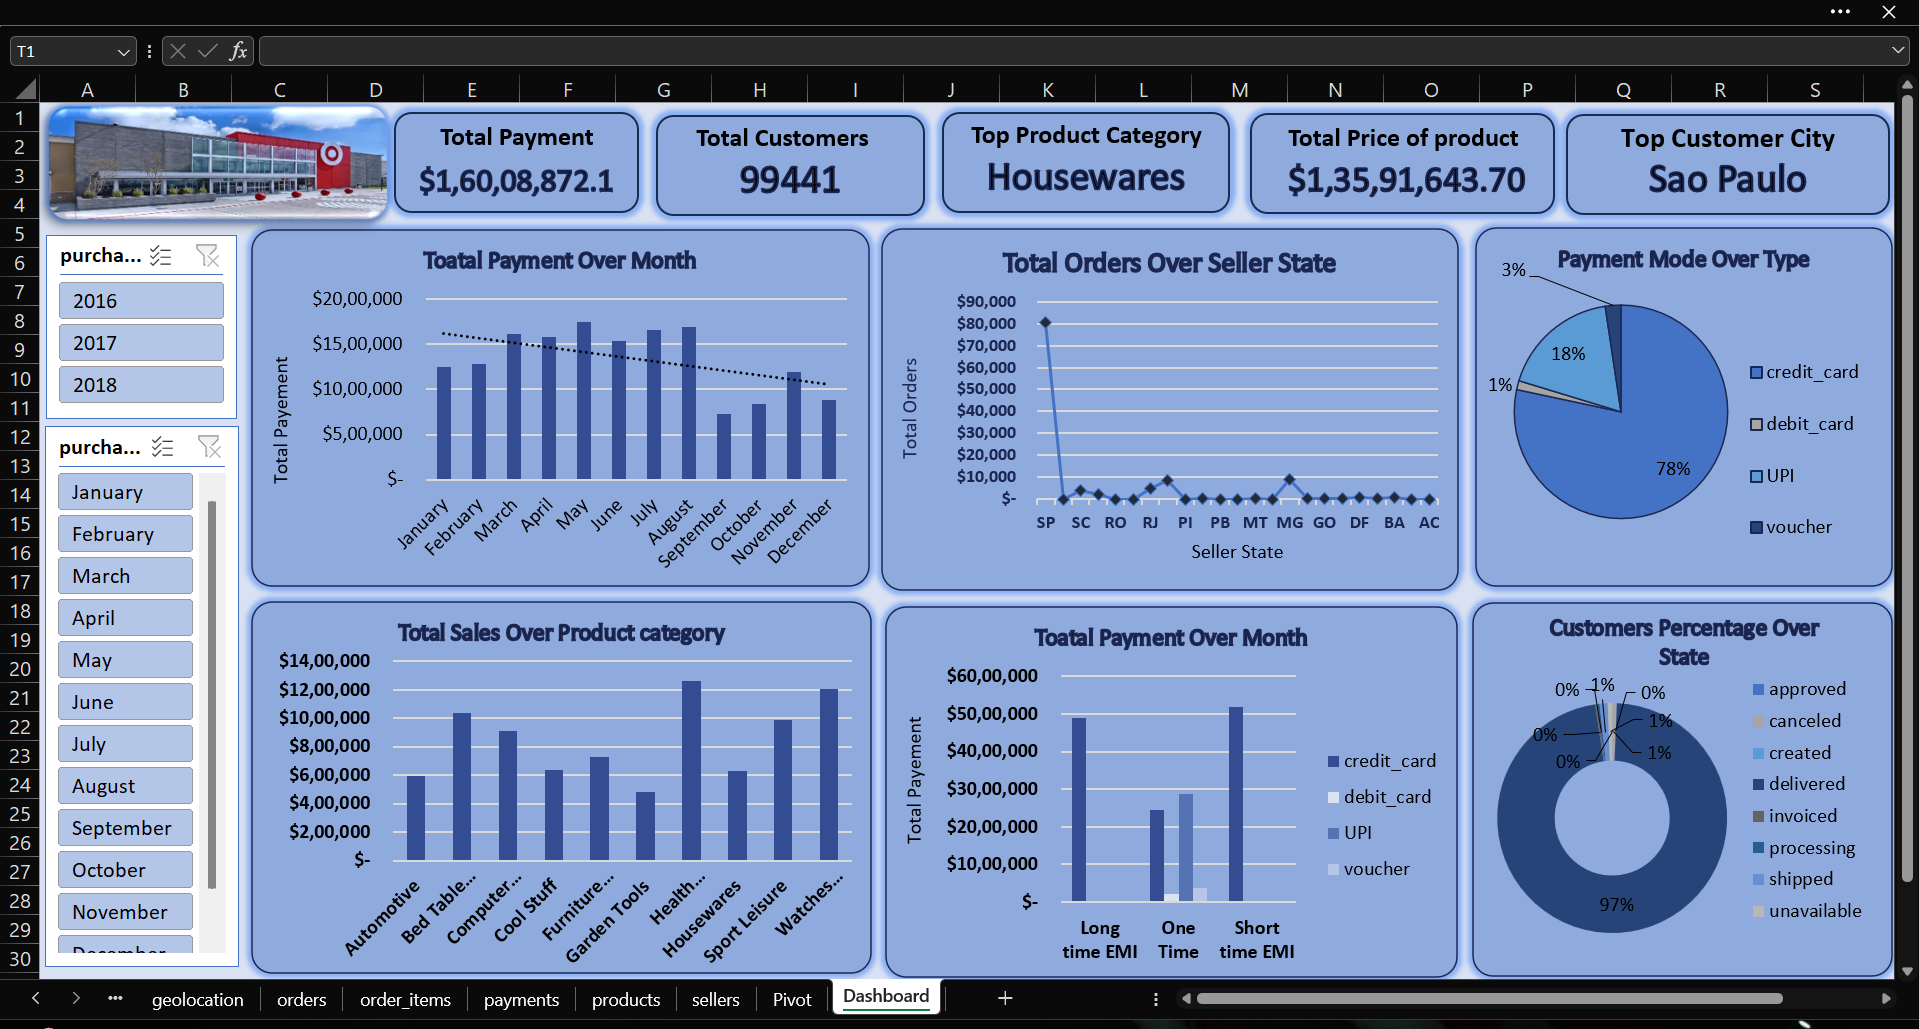 T1
fx
A B C D E F G H I J K L M N O P Q R S
1
2
3
4
5
6
7
8
9
10
11
12
13
14
15
16
17
18
19
20
21
22
23
24
25
26
27
28
29
30
Total Payment
$1,60,08,872.1
Total Customers
99441
Top Product Category
Housewares
Total Price of product
$1,35,91,643.70
Top Customer City
Sao Paulo
purcha...
2016
2017
2018
purcha...
January
February
March
April
May
June
July
August
September
October
November
December
Toatal Payment Over Month
Total Payement
$20,00,000
$15,00,000
$10,00,000
$5,00,000
$-
January
February
March
April
May
June
July
August
September
October
November
December
Total Orders Over Seller State
Total Orders
$90,000
$80,000
$70,000
$60,000
$50,000
$40,000
$30,000
$20,000
$10,000
$-
SP SC RO RJ PI PB MT MG GO DF BA AC
Seller State
Payment Mode Over Type
3%
18%
1%
78%
credit_card
debit_card
UPI
voucher
Total Sales Over Product category
$14,00,000
$12,00,000
$10,00,000
$8,00,000
$6,00,000
$4,00,000
$2,00,000
$-
Automotive
Bed Table...
Computer...
Cool Stuff
Furniture...
Garden Tools
Health...
Housewares
Sport Leisure
Watches...
Toatal Payment Over Month
Total Payement
$60,00,000
$50,00,000
$40,00,000
$30,00,000
$20,00,000
$10,00,000
$-
Long
time EMI
One
Time
Short
time EMI
credit_card
debit_card
UPI
voucher
Customers Percentage Over
State
0% 1% 0%
1%
0%
1%
0%
97%
approved
canceled
created
delivered
invoiced
processing
shipped
unavailable
geolocation orders order_items payments products sellers Pivot Dashboard